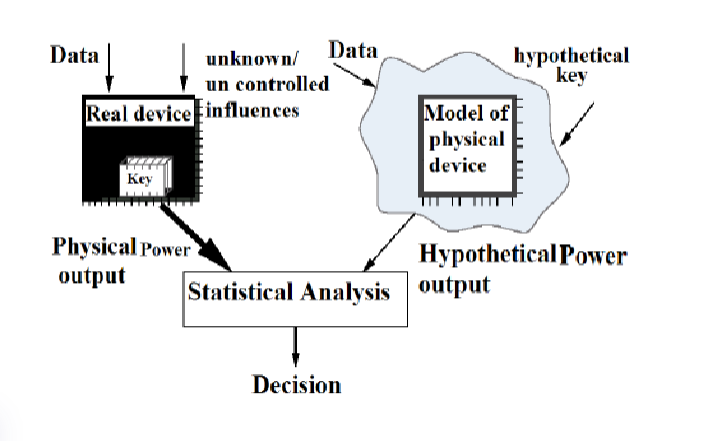 Data
unknown/
un controlled
influences
Real device
Key
Physical Power
output
Data
hypothetical
key
Model of
physical
device
Hypothetical Power
output
Statistical Analysis
Decision